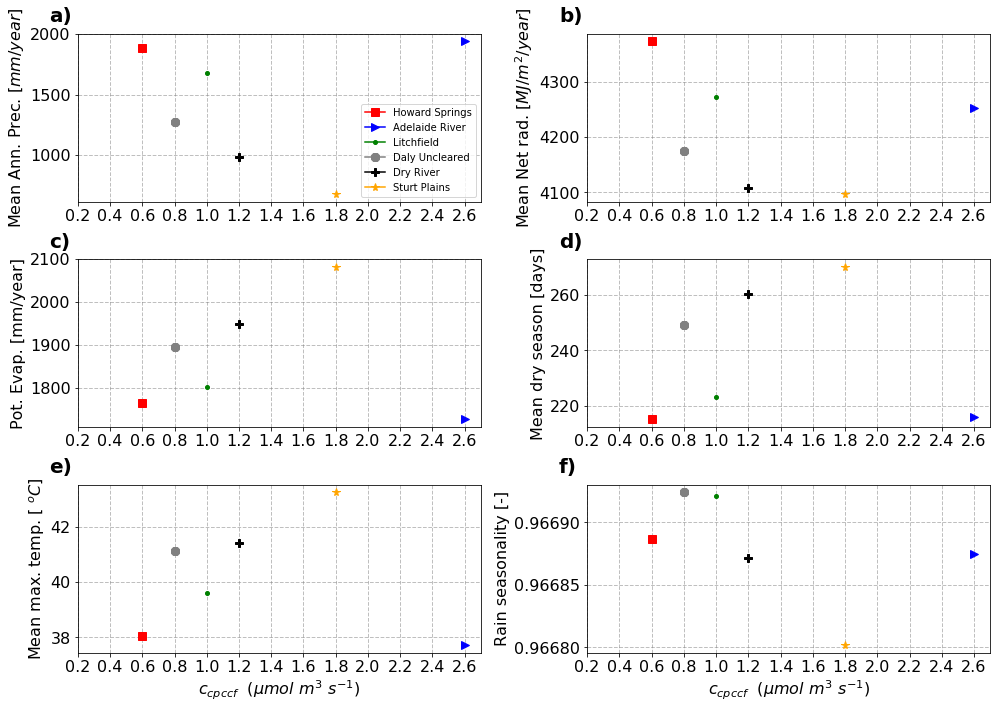 a)
Mean Ann. Prec. [mm/year]
2000
1500
1000
Howard Springs
Adelaide River
Litchfield
Daly Uncleared
Dry River
Sturt Plains
0.2 0.4 0.6 0.8 1.0 1.2 1.4 1.6 1.8 2.0 2.2 2.4 2.6
b)
Mean Net rad. [MJ/m²/year]
4300
4200
4100
0.2 0.4 0.6 0.8 1.0 1.2 1.4 1.6 1.8 2.0 2.2 2.4 2.6
c)
Pot. Evap. [mm/year]
2100
2000
1900
1800
0.2 0.4 0.6 0.8 1.0 1.2 1.4 1.6 1.8 2.0 2.2 2.4 2.6
d)
Mean dry season [days]
260
240
220
0.2 0.4 0.6 0.8 1.0 1.2 1.4 1.6 1.8 2.0 2.2 2.4 2.6
e)
Mean max. temp. [ °C]
42
40
38
0.2 0.4 0.6 0.8 1.0 1.2 1.4 1.6 1.8 2.0 2.2 2.4 2.6
c_cpccf (μmol m³ s⁻¹)
f)
Rain seasonality [-]
0.96690
0.96685
0.96680
0.2 0.4 0.6 0.8 1.0 1.2 1.4 1.6 1.8 2.0 2.2 2.4 2.6
c_cpccf (μmol m³ s⁻¹)